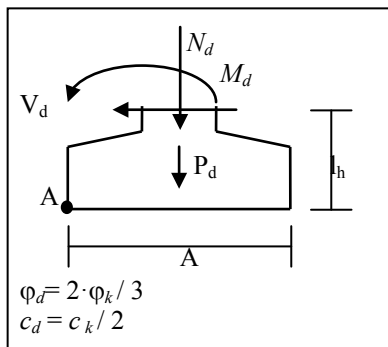 N_d
M_d
V_d
P_d
l_h
A
A
φ_d= 2·φ_k / 3
c_d = c_k / 2